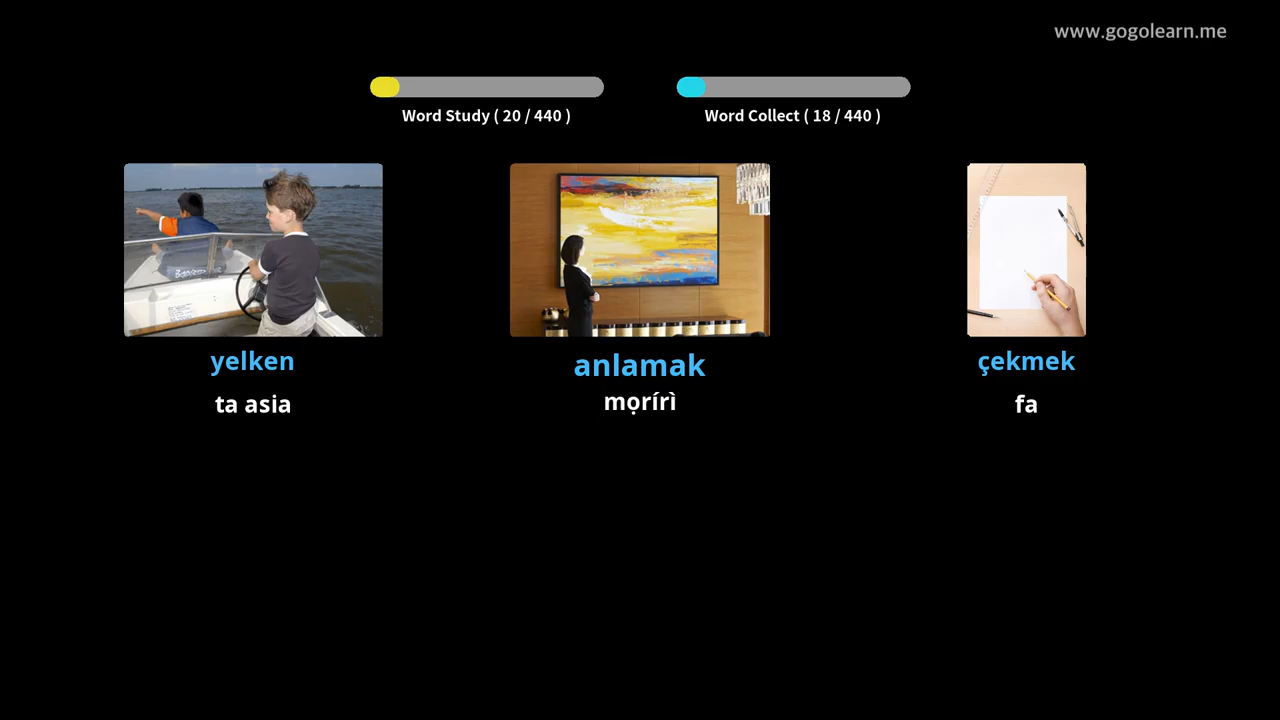 www.gogolearn.me
Word Study ( 20 / 440 )
Word Collect ( 18 / 440 )
yelken
ta asia
anlamak
mọrírì
çekmek
fa